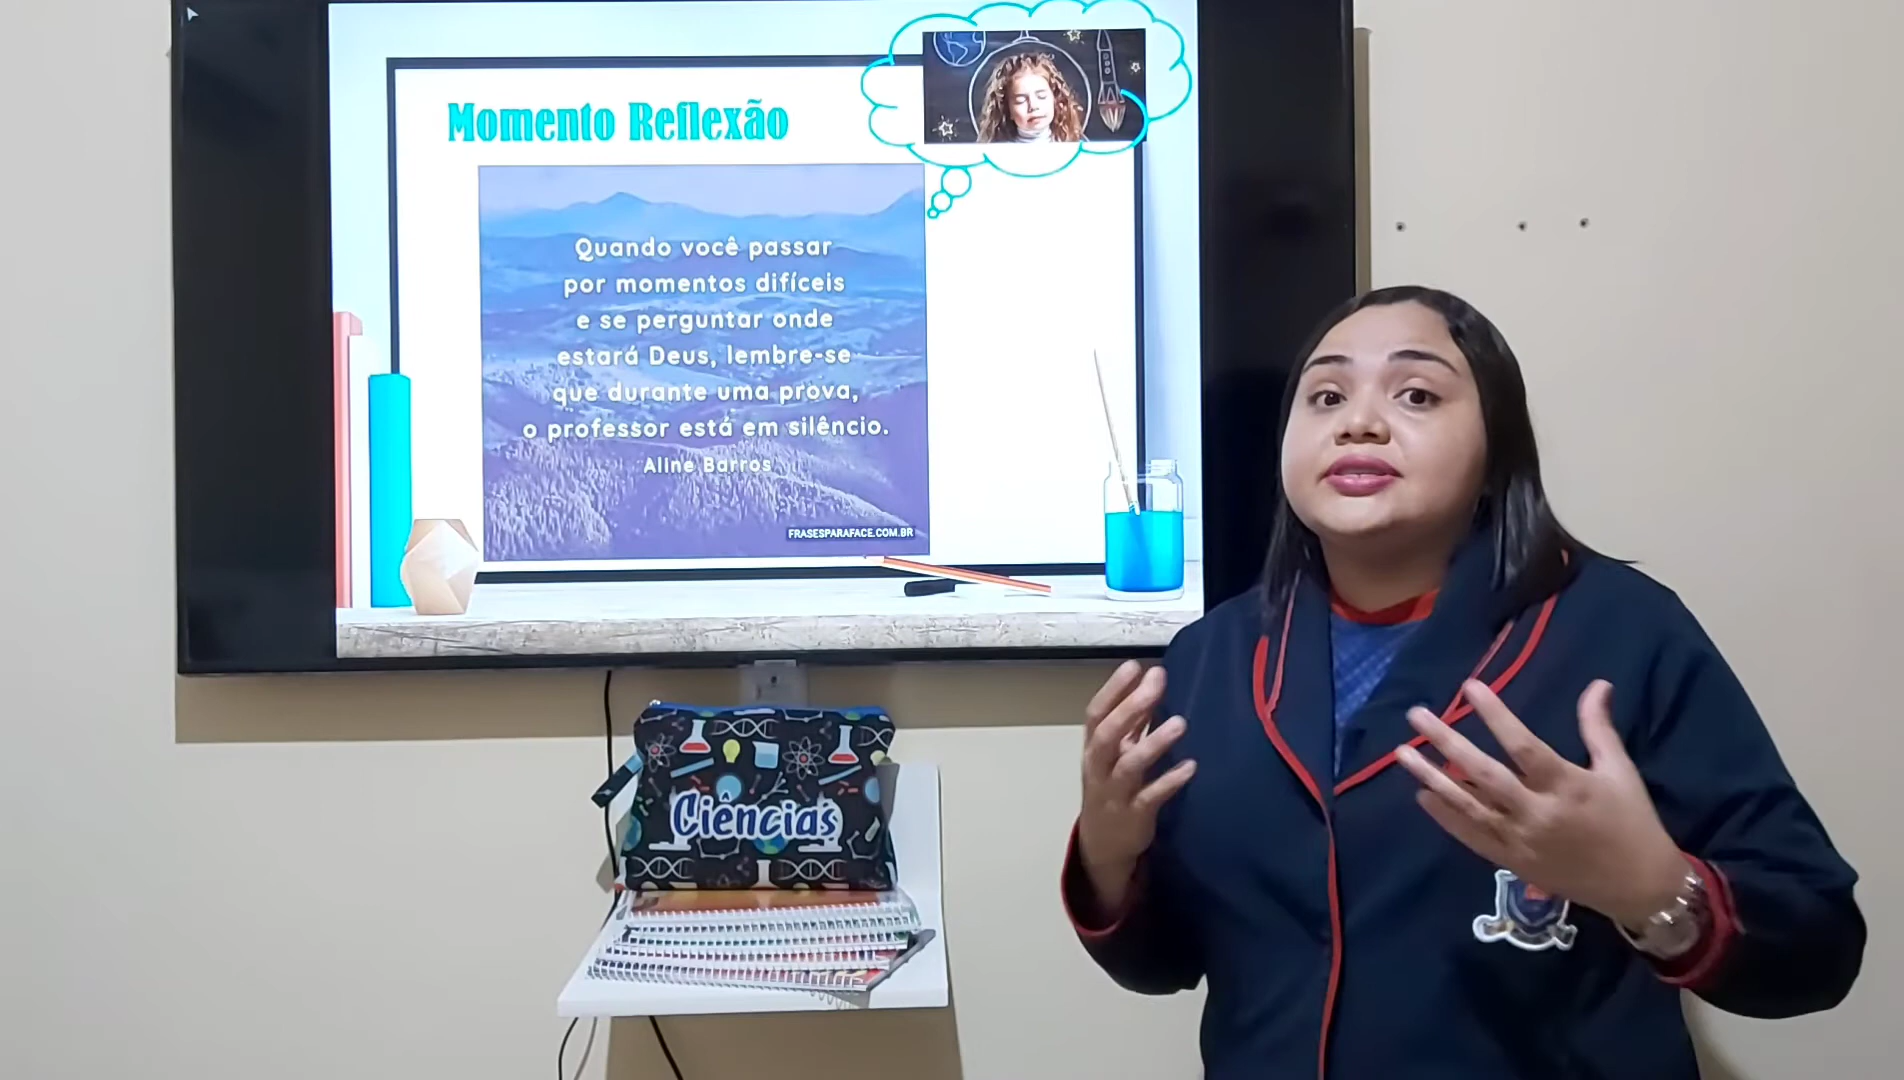 Momento Reflexão
Quando você passar
por momentos difíceis
e se perguntar onde
estará Deus, lembre-se
que durante uma prova,
o professor está em silêncio.
Aline Barros
FRASESPARAFACE.COM.BR
Ciências